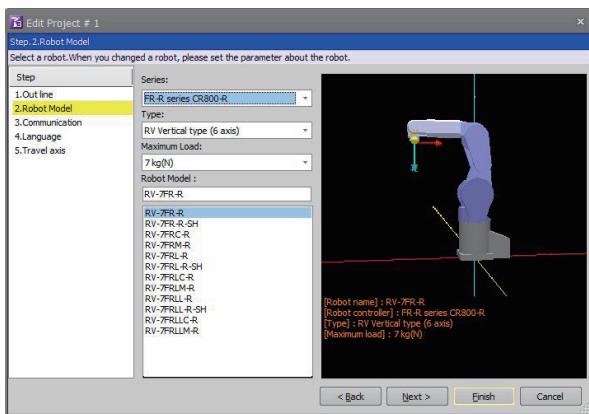 Edit Project # 1
Step.2.Robot Model
Select a robot.When you changed a robot, please set the parameter about the robot.
Step
1.Out line
2.Robot Model
3.Communication
4.Language
5.Travel axis
Series:
FR-R series CR800-R
Type:
RV Vertical type (6 axis)
Maximum Load:
7 kg(N)
Robot Model :
RV-7FR-R
RV-7FR-R
RV-7FR-R-SH
RV-7FRC-R
RV-7FRM-R
RV-7FRL-R
RV-7FRL-R-SH
RV-7FRLC-R
RV-7FRLM-R
RV-7FRLL-R
RV-7FRLL-R-SH
RV-7FRLLC-R
RV-7FRLLM-R
[Robot name] : RV-7FR-R
[Robot controller] : FR-R series CR800-R
[Type] : RV Vertical type (6 axis)
[Maximum load] : 7 kg(N)
< Back
Next >
Finish
Cancel